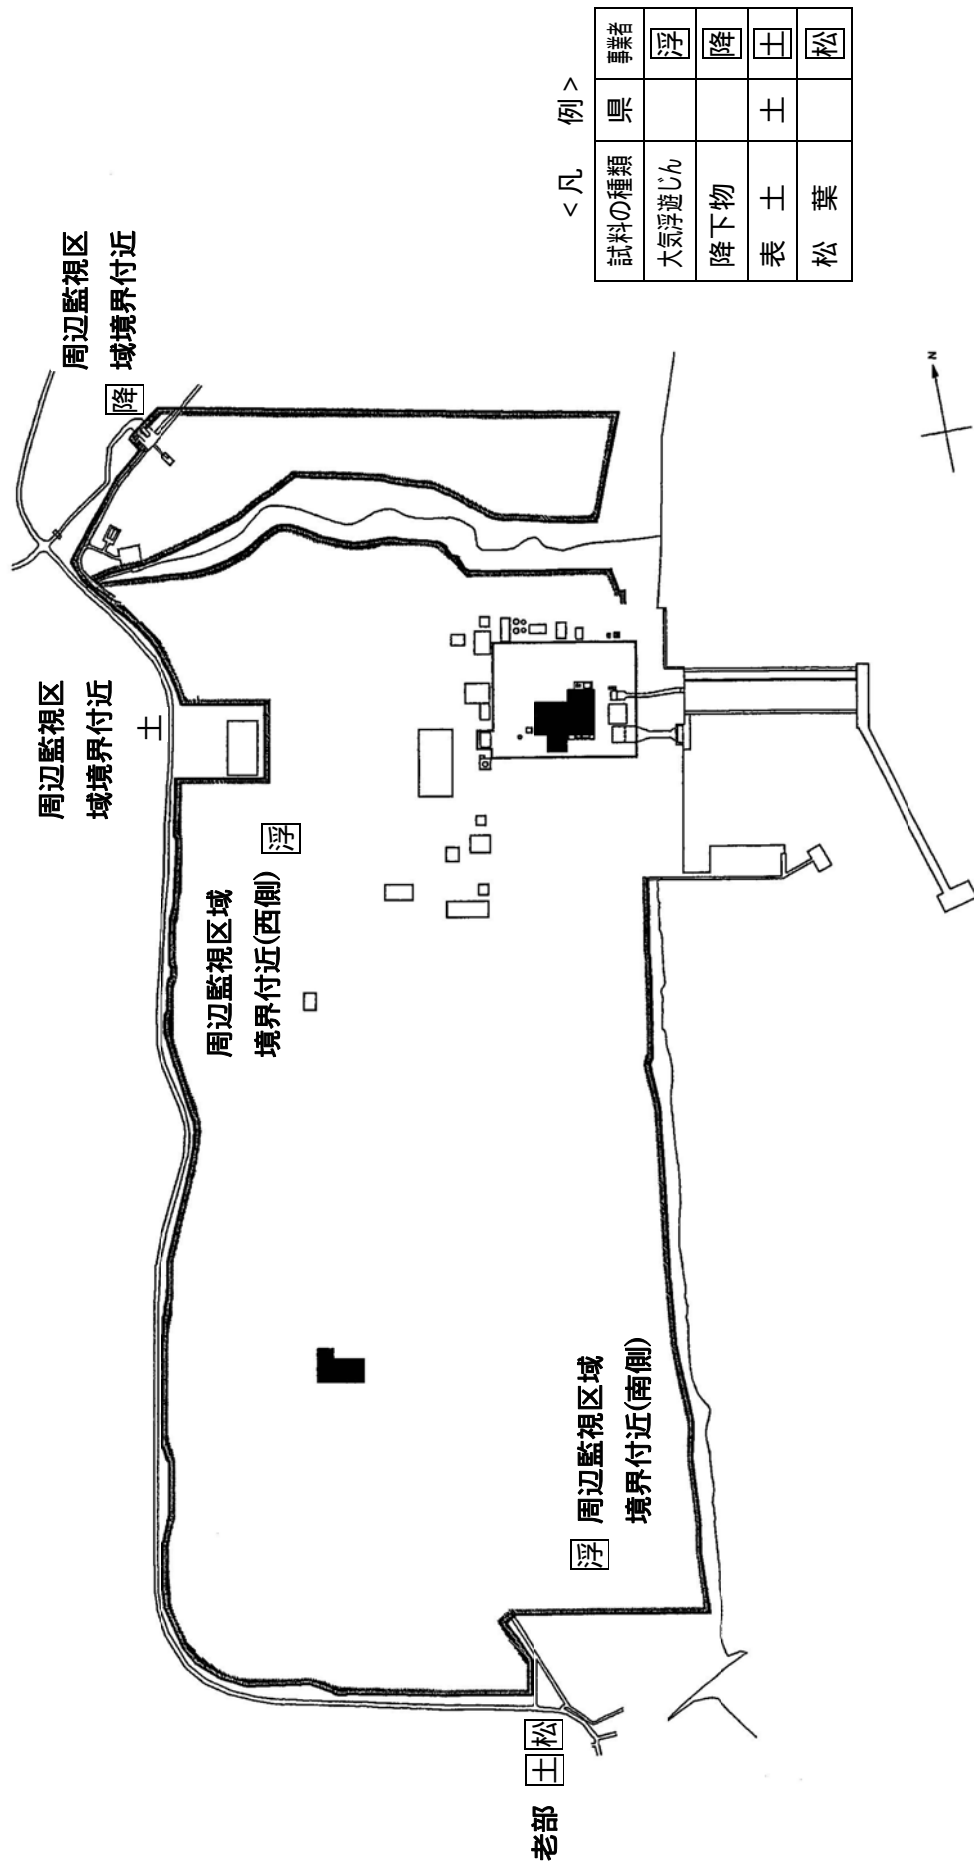 <凡 例>
試料の種類 県 事業者
大気浮遊じん 浮
降下物 降
表 土 土 土
松 葉 松
周辺監視区
域境界付近
降
周辺監視区
域境界付近
土
周辺監視区域
境界付近(西側)
浮
周辺監視区域
境界付近(南側)
浮
老部 土 松
N